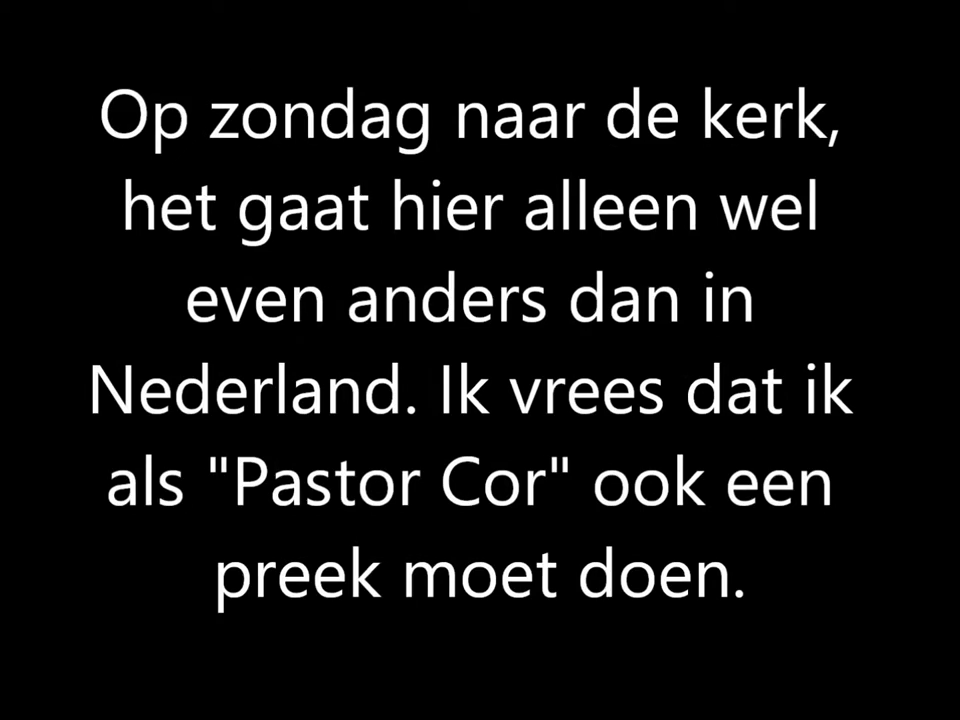 Op zondag naar de kerk,
het gaat hier alleen wel
even anders dan in
Nederland. Ik vrees dat ik
als "Pastor Cor" ook een
preek moet doen.